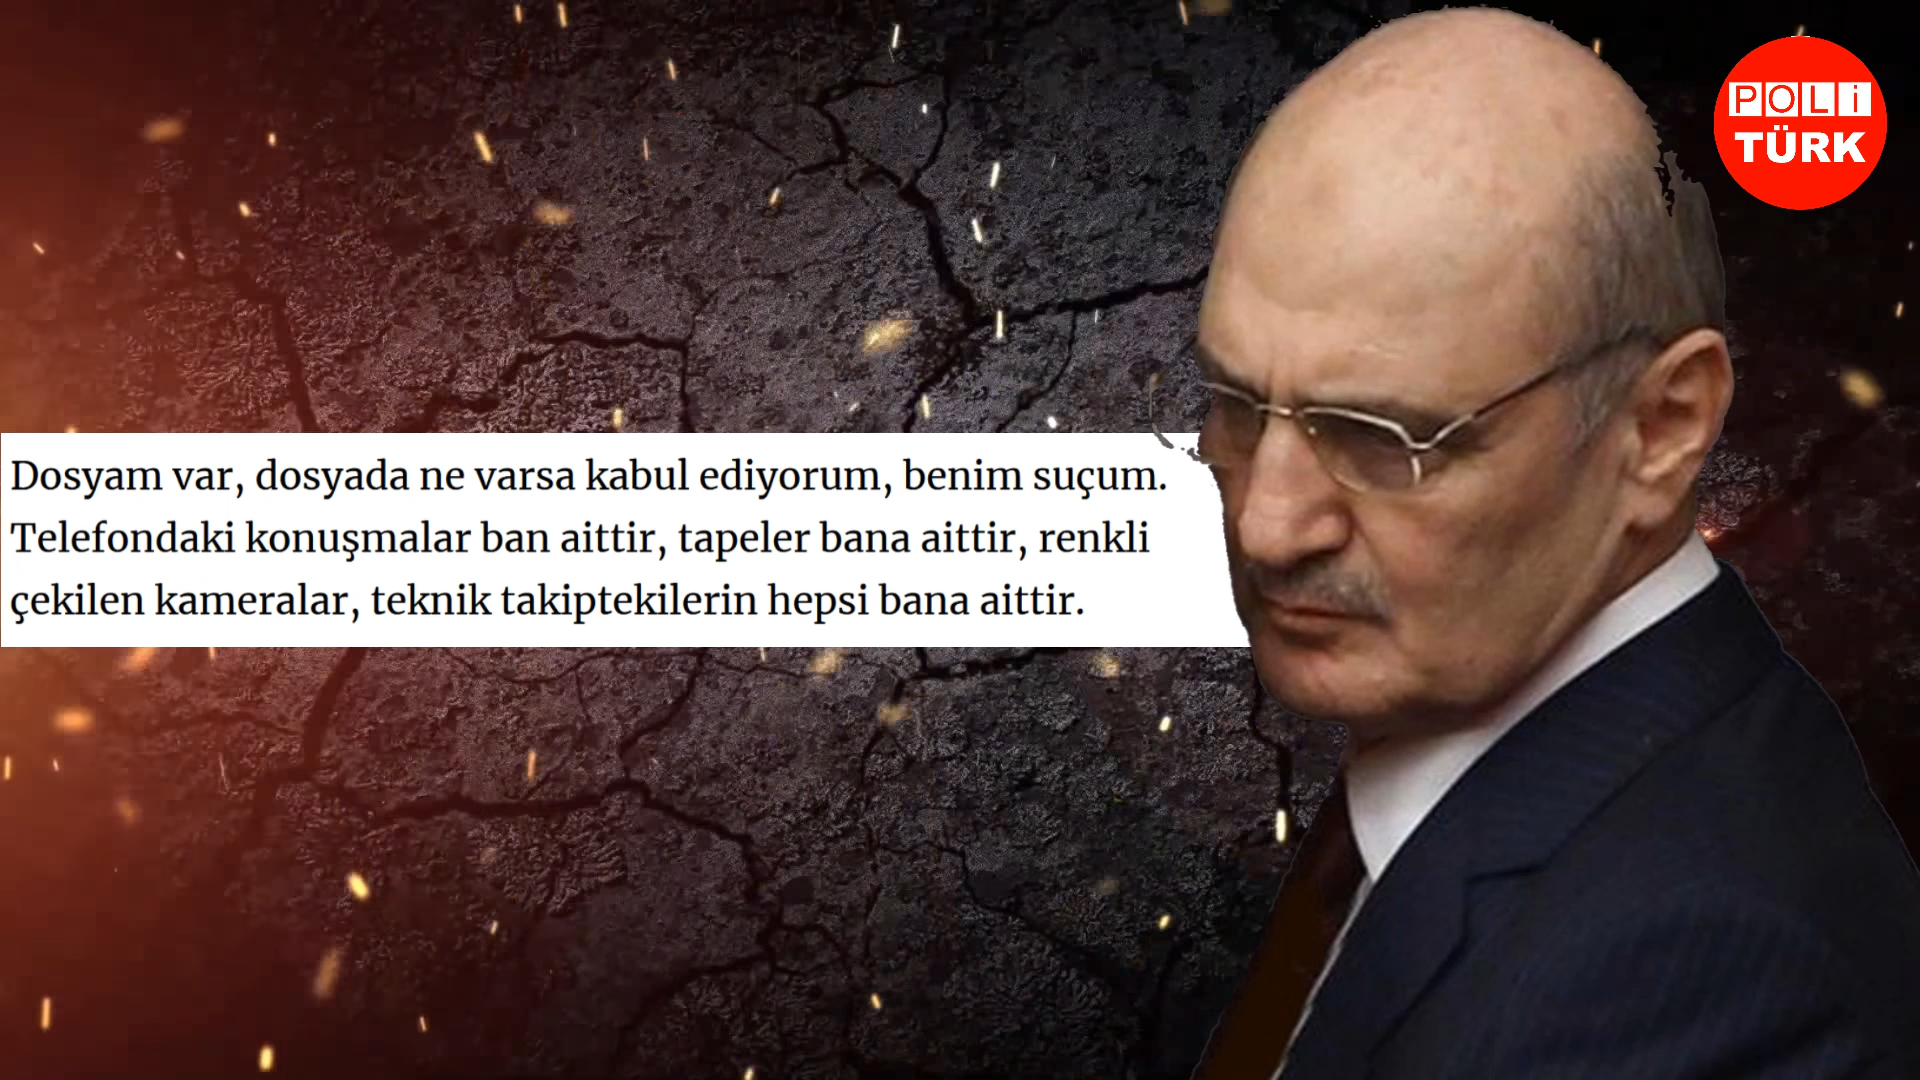 POLİ
TÜRK
Dosyam var, dosyada ne varsa kabul ediyorum, benim suçum.
Telefondaki konuşmalar ban aittir, tapeler bana aittir, renkli
çekilen kameralar, teknik takiptekilerin hepsi bana aittir.